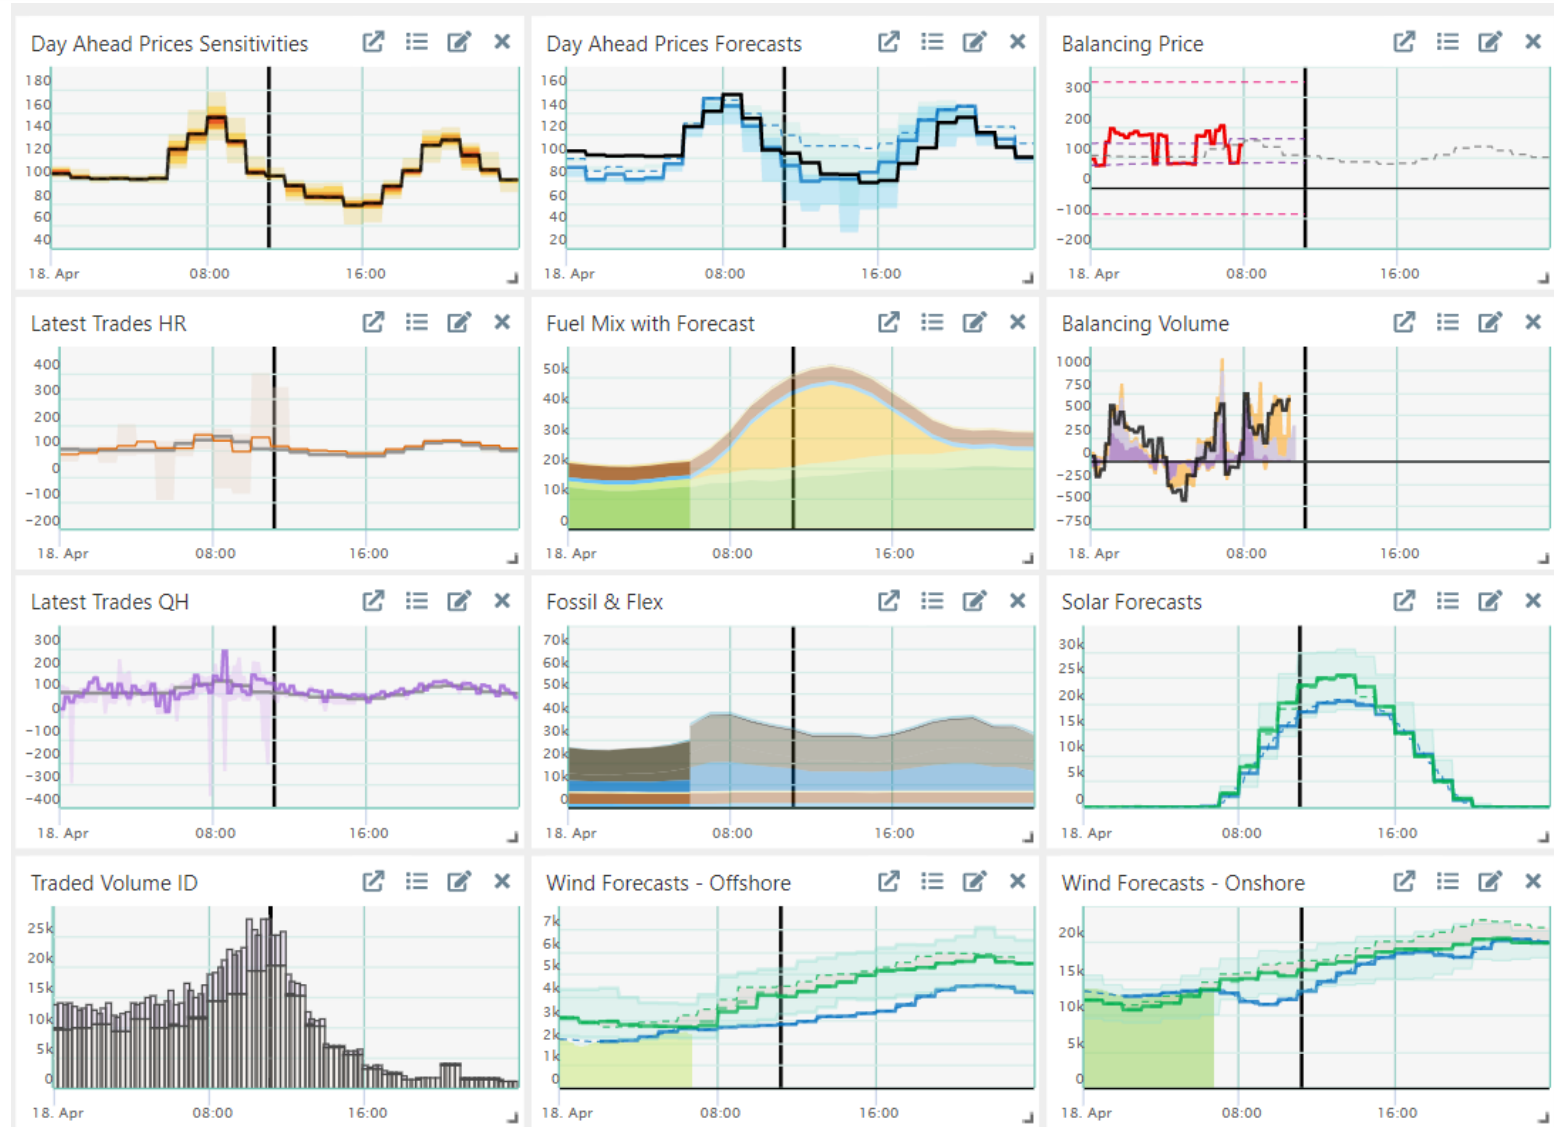 Day Ahead Prices Sensitivities
180
160
140
120
100
80
60
40
18. Apr 08:00 16:00
Day Ahead Prices Forecasts
160
140
120
100
80
60
40
20
18. Apr 08:00 16:00
Balancing Price
300
200
100
0
-100
-200
18. Apr 08:00 16:00
Latest Trades HR
400
300
200
100
0
-100
-200
18. Apr 08:00 16:00
Fuel Mix with Forecast
50k
40k
30k
20k
10k
0
18. Apr 08:00 16:00
Balancing Volume
1000
750
500
250
0
-250
-500
-750
18. Apr 08:00 16:00
Latest Trades QH
300
200
100
0
-100
-200
-300
-400
18. Apr 08:00 16:00
Fossil & Flex
70k
60k
50k
40k
30k
20k
10k
0
18. Apr 08:00 16:00
Solar Forecasts
30k
25k
20k
15k
10k
5k
0
18. Apr 08:00 16:00
Traded Volume ID
25k
20k
15k
10k
5k
0
18. Apr 08:00 16:00
Wind Forecasts - Offshore
7k
6k
5k
4k
3k
2k
1k
0
18. Apr 08:00 16:00
Wind Forecasts - Onshore
20k
15k
10k
5k
0
18. Apr 08:00 16:00